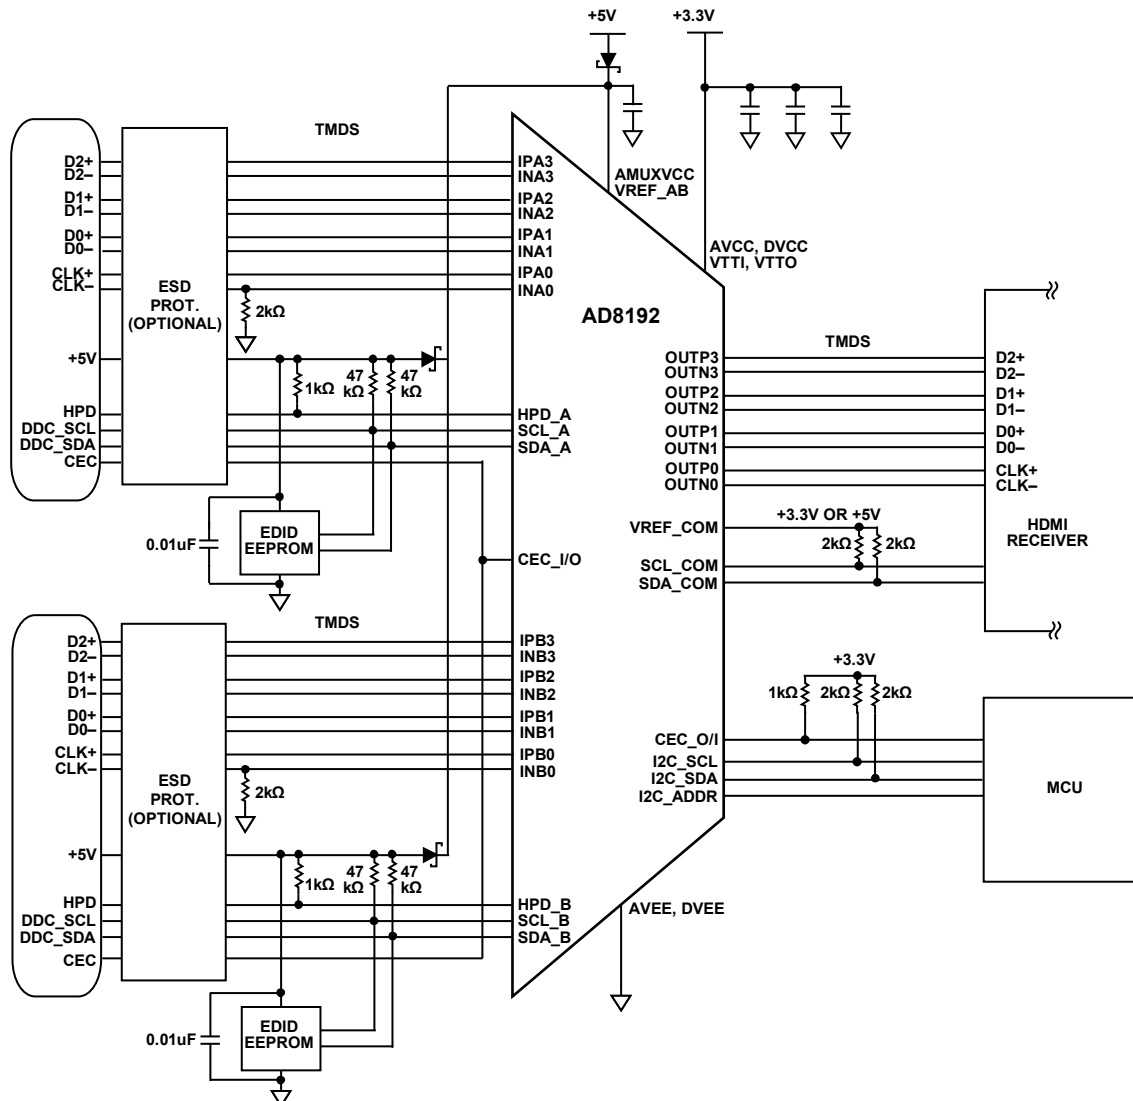 +5V
+3.3V
TMDS
D2+
D2–
D1+
D1–
D0+
D0–
CLK+
CLK–
+5V
HPD
DDC_SCL
DDC_SDA
CEC
ESD
PROT.
(OPTIONAL)
2kΩ
1kΩ
47
kΩ
47
kΩ
0.01uF
EDID
EEPROM
IPA3
INA3
IPA2
INA2
IPA1
INA1
IPA0
INA0
HPD_A
SCL_A
SDA_A
CEC_I/O
AMUXVCC
VREF_AB
AVCC, DVCC
VTTI, VTTO
AD8192
OUTP3
OUTN3
OUTP2
OUTN2
OUTP1
OUTN1
OUTP0
OUTN0
TMDS
D2+
D2–
D1+
D1–
D0+
D0–
CLK+
CLK–
HDMI
RECEIVER
VREF_COM
+3.3V OR +5V
2kΩ
2kΩ
SCL_COM
SDA_COM
TMDS
D2+
D2–
D1+
D1–
D0+
D0–
CLK+
CLK–
+5V
HPD
DDC_SCL
DDC_SDA
CEC
ESD
PROT.
(OPTIONAL)
2kΩ
1kΩ
47
kΩ
47
kΩ
0.01uF
EDID
EEPROM
IPB3
INB3
IPB2
INB2
IPB1
INB1
IPB0
INB0
HPD_B
SCL_B
SDA_B
+3.3V
1kΩ
2kΩ
2kΩ
CEC_O/I
I2C_SCL
I2C_SDA
I2C_ADDR
MCU
AVEE, DVEE